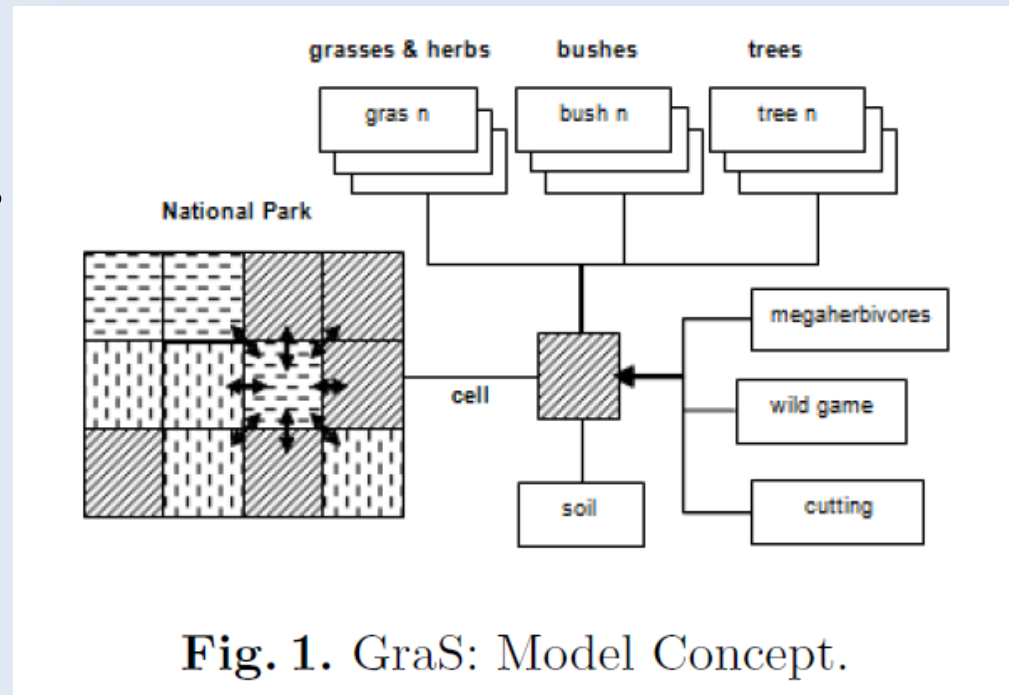 grasses & herbs bushes trees
gras n bush n tree n
National Park
megaherbivores
cell
wild game
soil
cutting
Fig. 1. GraS: Model Concept.